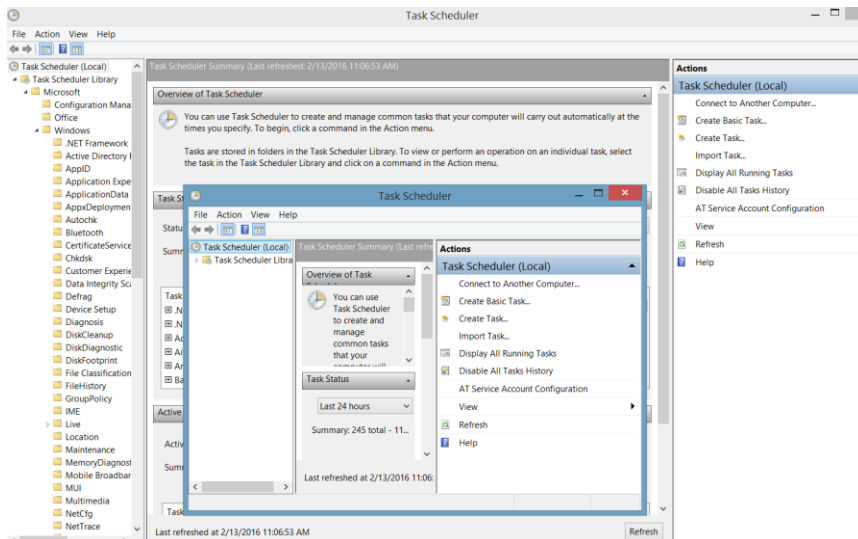 Task Scheduler
File Action View Help
Task Scheduler (Local)
Task Scheduler Library
Microsoft
Configuration Mana
Office
Windows
.NET Framework
Active Directory
AppID
Application Expe
ApplicationData
AppxDeploymen
Autochk
Bluetooth
CertificateService
Chkdsk
Customer Experie
Data Integrity Sca
Defrag
Device Setup
Diagnosis
DiskCleanup
DiskDiagnostic
DiskFootprint
File Classification
FileHistory
GroupPolicy
IME
Live
Location
Maintenance
MemoryDiagnost
Mobile Broadbar
MUI
Multimedia
NetCfg
NetTrace
Task Scheduler Summary (Last refreshed: 2/13/2016 11:06:53 AM)
Overview of Task Scheduler
You can use Task Scheduler to create and manage common tasks that your computer will carry out automatically at the
times you specify. To begin, click a command in the Action menu.
Tasks are stored in folders in the Task Scheduler Library. To view or perform an operation on an individual task, select
the task in the Task Scheduler Library and click on a command in the Action menu.
Task St
Statu
Summ
Task
.N
.N
Ac
Ai
Ar
Ba
Active
Activ
Summ
Task
Last refreshed at 2/13/2016 11:06:53 AM
Refresh
Task Scheduler
File Action View Help
Task Scheduler (Local)
Task Scheduler Libra
Task Scheduler Summary (Last refre
Overview of Task
You can use
Task Scheduler
to create and
manage
common tasks
that your
computer will
Task Status
Last 24 hours
Summary: 245 total - 11...
Last refreshed at 2/13/2016 11:06:
Actions
Task Scheduler (Local)
Connect to Another Computer...
Create Basic Task...
Create Task...
Import Task...
Display All Running Tasks
Disable All Tasks History
AT Service Account Configuration
View
Refresh
Help
Actions
Task Scheduler (Local)
Connect to Another Computer...
Create Basic Task...
Create Task...
Import Task...
Display All Running Tasks
Disable All Tasks History
AT Service Account Configuration
View
Refresh
Help